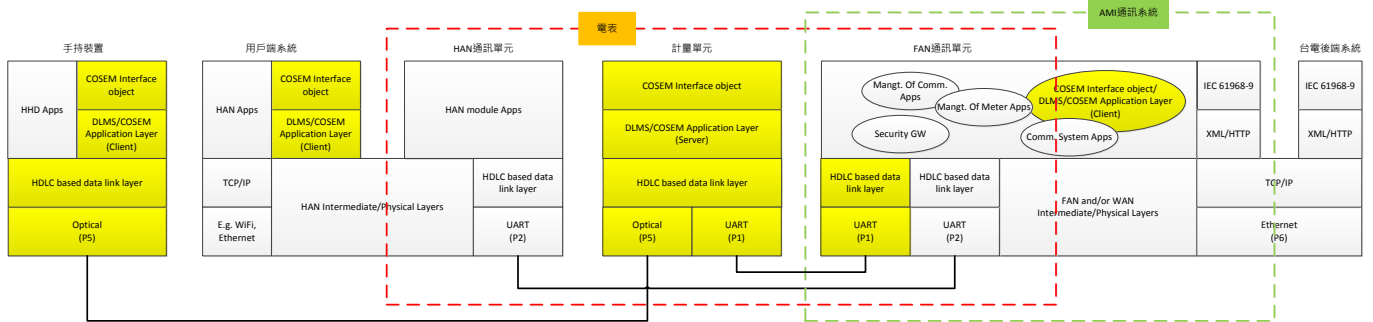 AMI通訊系統
電表
手持裝置
用戶端系統
HAN通訊單元
計量單元
FAN通訊單元
台電後端系統
HHD Apps
COSEM Interface
object
DLMS/COSEM
Application Layer
(Client)
HDLC based data link layer
Optical
(P5)
HAN Apps
COSEM Interface
object
DLMS/COSEM
Application Layer
(Client)
TCP/IP
E.g. WiFi,
Ethernet
HAN Intermediate/Physical Layers
HAN module Apps
HDLC based data
link layer
UART
(P2)
COSEM Interface object
DLMS/COSEM Application Layer
(Server)
HDLC based data link layer
Optical
(P5)
UART
(P1)
Mangt. Of Comm.
Apps
Mangt. Of Meter Apps
COSEM Interface object/
DLMS/COSEM Application Layer
(Client)
Security GW
Comm. System Apps
HDLC based data
link layer
UART
(P1)
HDLC based data
link layer
UART
(P2)
FAN and/or WAN
Intermediate/Physical Layers
IEC 61968-9
XML/HTTP
IEC 61968-9
XML/HTTP
TCP/IP
Ethernet
(P6)